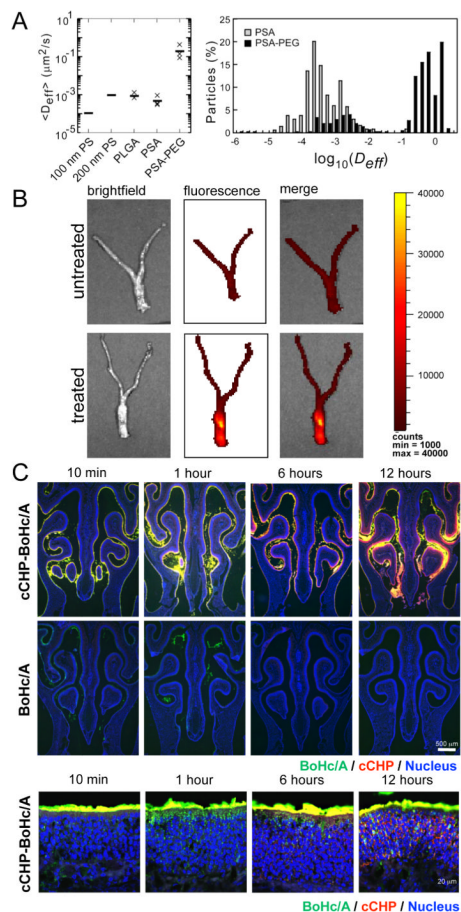 A
<D_eff> (μm²/s)
10⁻¹
10⁻³
10⁻⁵
100 nm PS
200 nm PS
PLGA
PSA
PSA-PEG
Particles (%)
25
20
15
10
5
0
PSA
PSA-PEG
-6 -5 -4 -3 -2 -1 0 1
log₁₀(D_eff)
B
brightfield fluorescence merge
untreated
treated
40000
30000
20000
10000
counts
min = 1000
max = 40000
C
10 min 1 hour 6 hours 12 hours
cCHP-BoHc/A
BoHc/A
500 μm
BoHc/A / cCHP / Nucleus
10 min 1 hour 6 hours 12 hours
cCHP-BoHc/A
20 μm
BoHc/A / cCHP / Nucleus